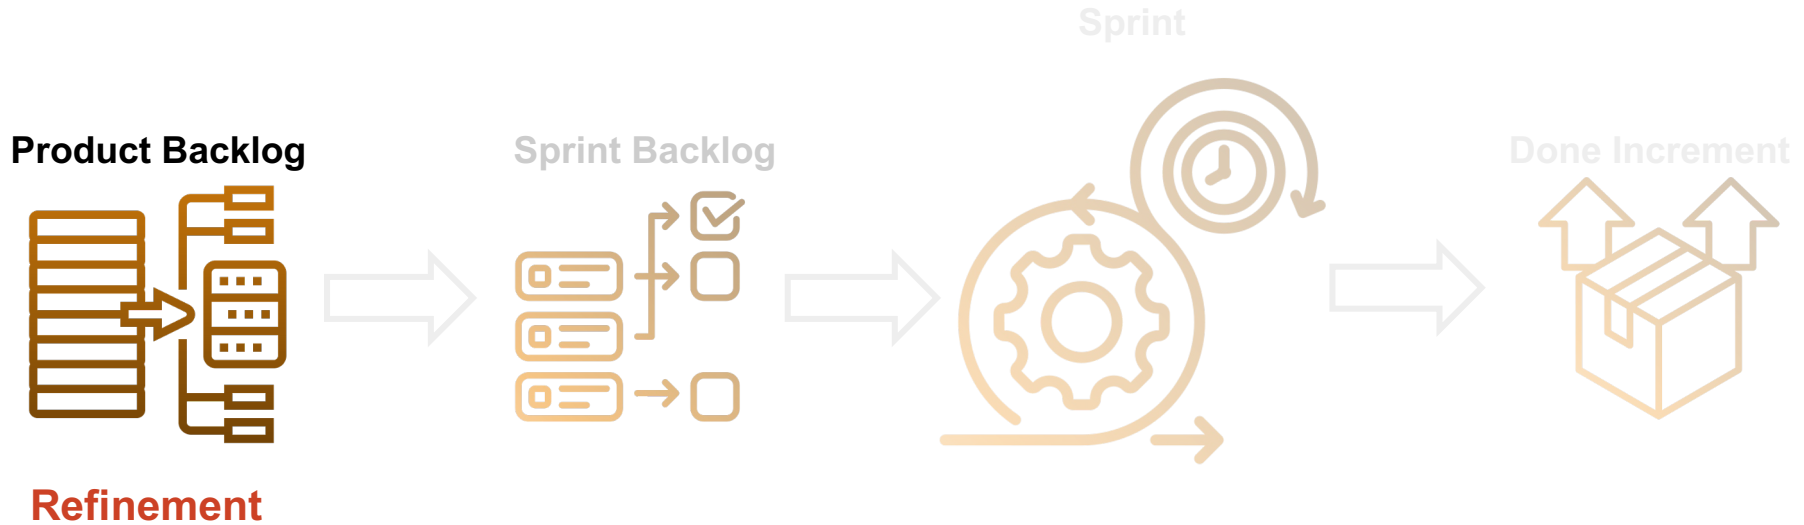 Sprint
Product Backlog
Sprint Backlog
Done Increment
Refinement